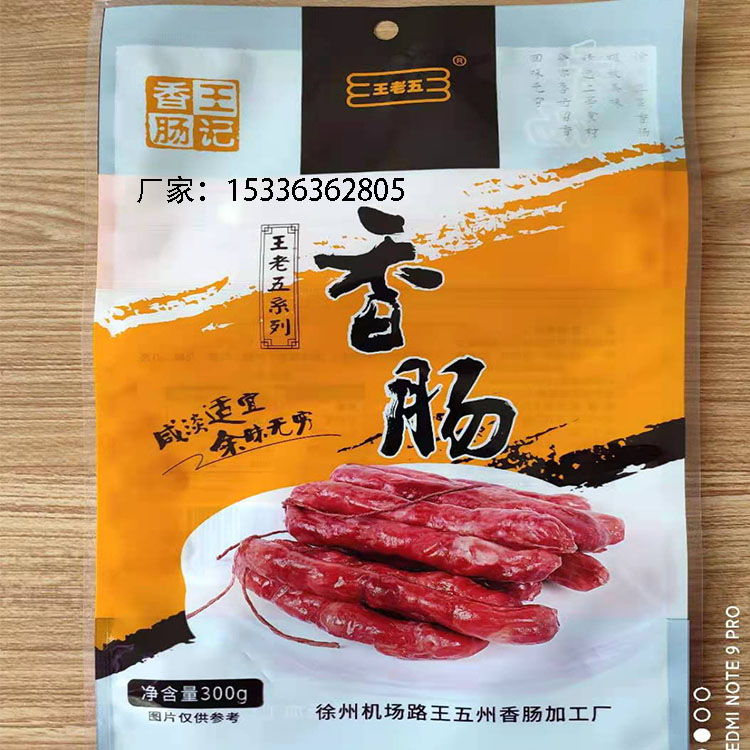 王老五®
香王
肠记
厂家：15336362805
王老五系列
香肠
咸淡适宜
余味无穷
净含量300g
图片仅供参考
徐州机场路王五州香肠加工厂
REDMI NOTE 9 PRO